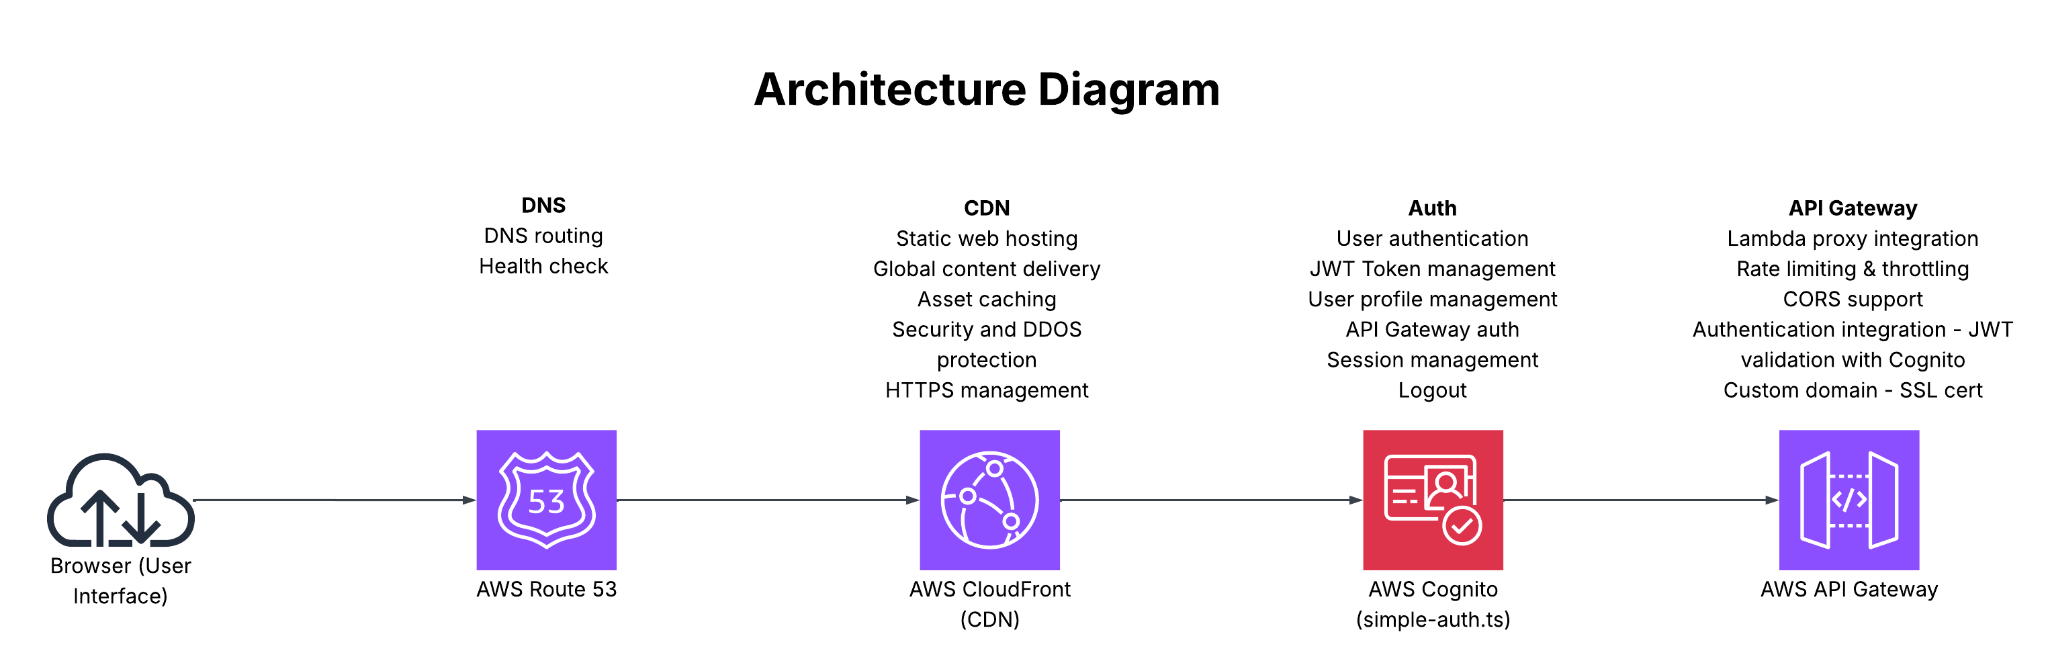 Architecture Diagram
DNS
DNS routing
Health check
CDN
Static web hosting
Global content delivery
Asset caching
Security and DDOS
protection
HTTPS management
Auth
User authentication
JWT Token management
User profile management
API Gateway auth
Session management
Logout
API Gateway
Lambda proxy integration
Rate limiting & throttling
CORS support
Authentication integration - JWT
validation with Cognito
Custom domain - SSL cert
Browser (User
Interface)
53
AWS Route 53
AWS CloudFront
(CDN)
AWS Cognito
(simple-auth.ts)
</>
AWS API Gateway